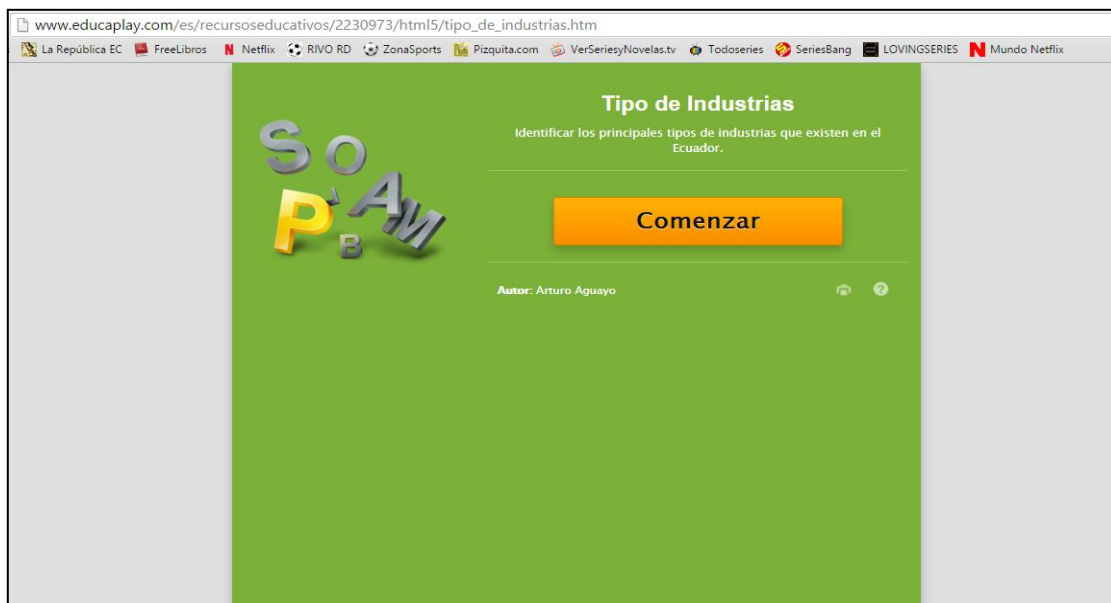 www.educaplay.com/es/recursoseducativos/2230973/html5/tipo_de_industrias.htm
La República EC FreeLibros Netflix RIVO RD ZonaSports Pizquita.com VerSeriesyNovelas.tv Todoseries SeriesBang LOVINGSERIES Mundo Netflix
Tipo de Industrias
Identificar los principales tipos de industrias que existen en el
Ecuador.
S O
P A M
B
Comenzar
Autor: Arturo Aguayo